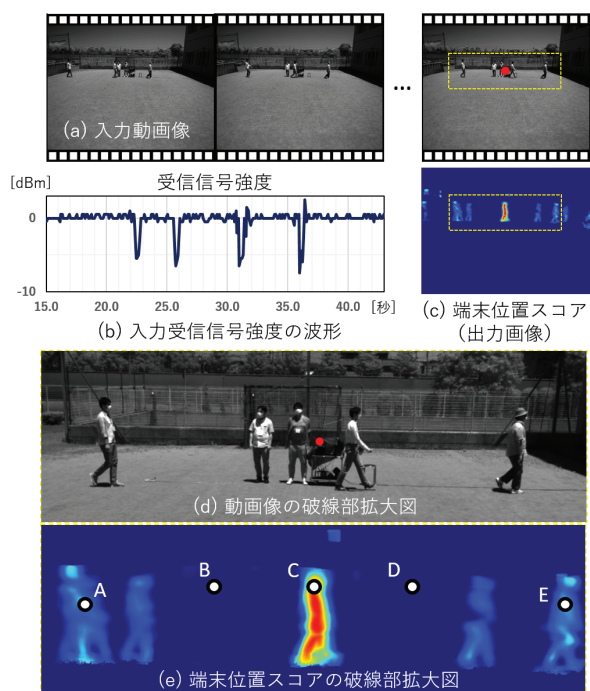 (a) 入力動画像
...
[dBm]
受信信号強度
0
-10
15.0 20.0 25.0 30.0 35.0 40.0 [秒]
(b) 入力受信信号強度の波形
(c) 端末位置スコア
(出力画像)
(d) 動画像の破線部拡大図
A B C D E
(e) 端末位置スコアの破線部拡大図